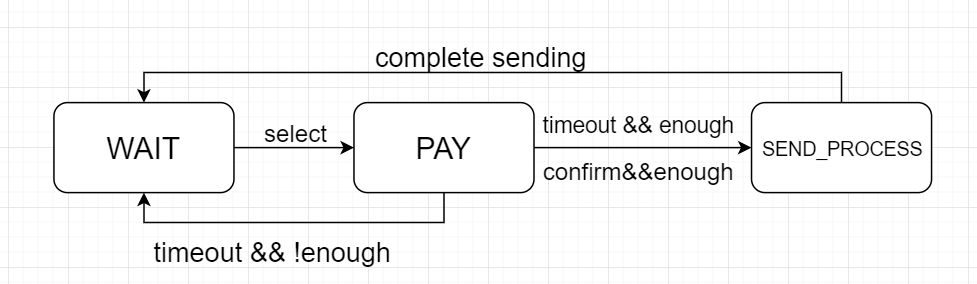 complete sending
WAIT
select
PAY
timeout && enough
confirm&&enough
SEND_PROCESS
timeout && !enough